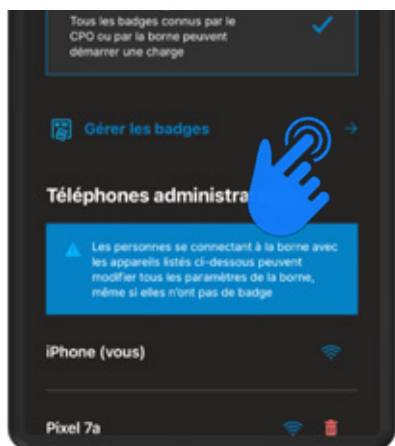 Tous les badges connus par le
CPO ou par la borne peuvent
démarrer une charge
Gérer les badges
Téléphones administra
Les personnes se connectant à la borne avec
les appareils listés ci-dessous peuvent
modifier tous les paramètres de la borne,
même si elles n'ont pas de badge
iPhone (vous)
Pixel 7a